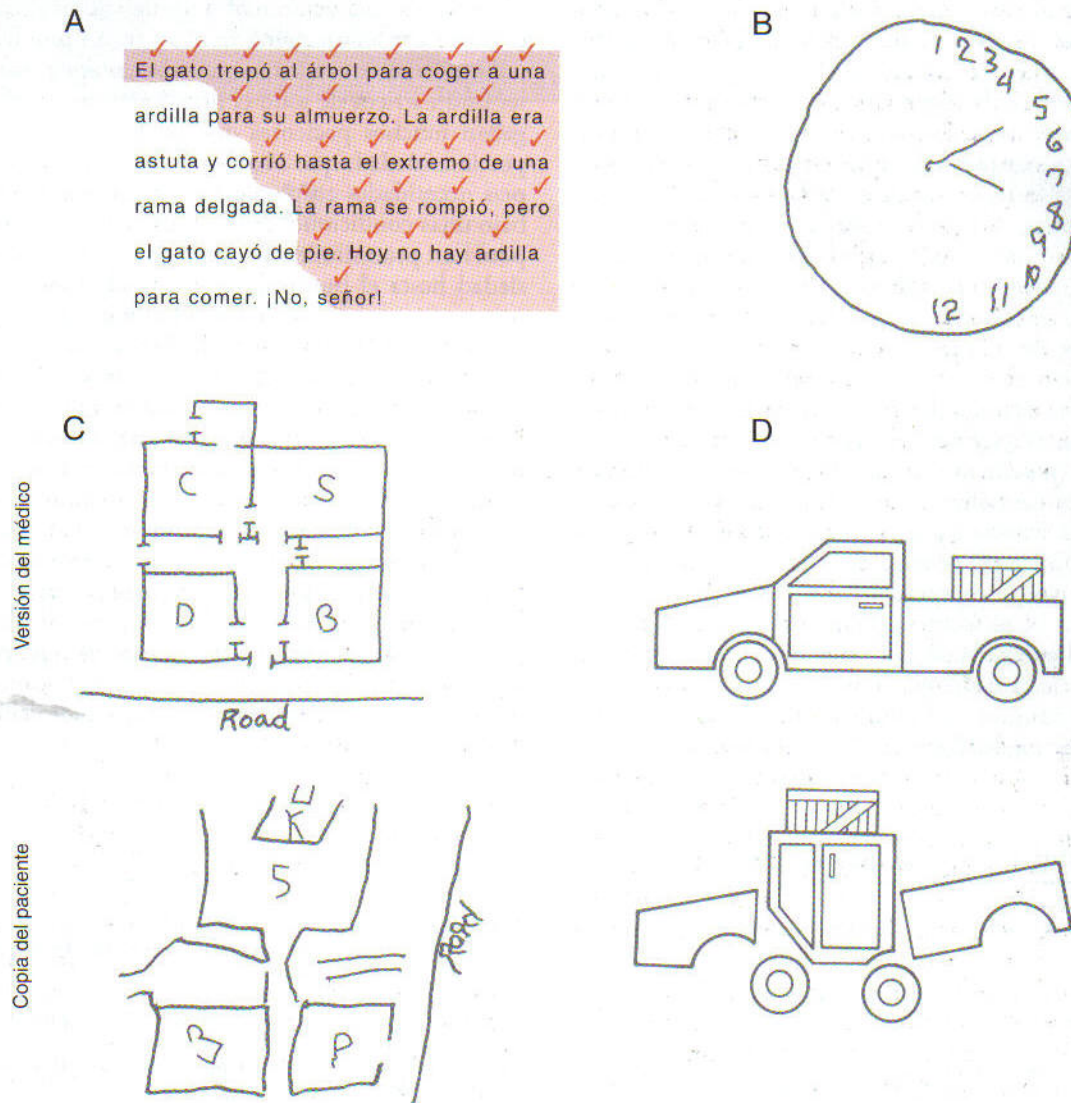 A
El gato trepó al árbol para coger a una
ardilla para su almuerzo. La ardilla era
astuta y corrió hasta el extremo de una
rama delgada. La rama se rompió, pero
el gato cayó de pie. Hoy no hay ardilla
para comer. ¡No, señor!
B
1
2
3
4
5
6
7
8
9
10
11
12
C
Versión del médico
C S
D B
Road
D
Copia del paciente
K
S
B P